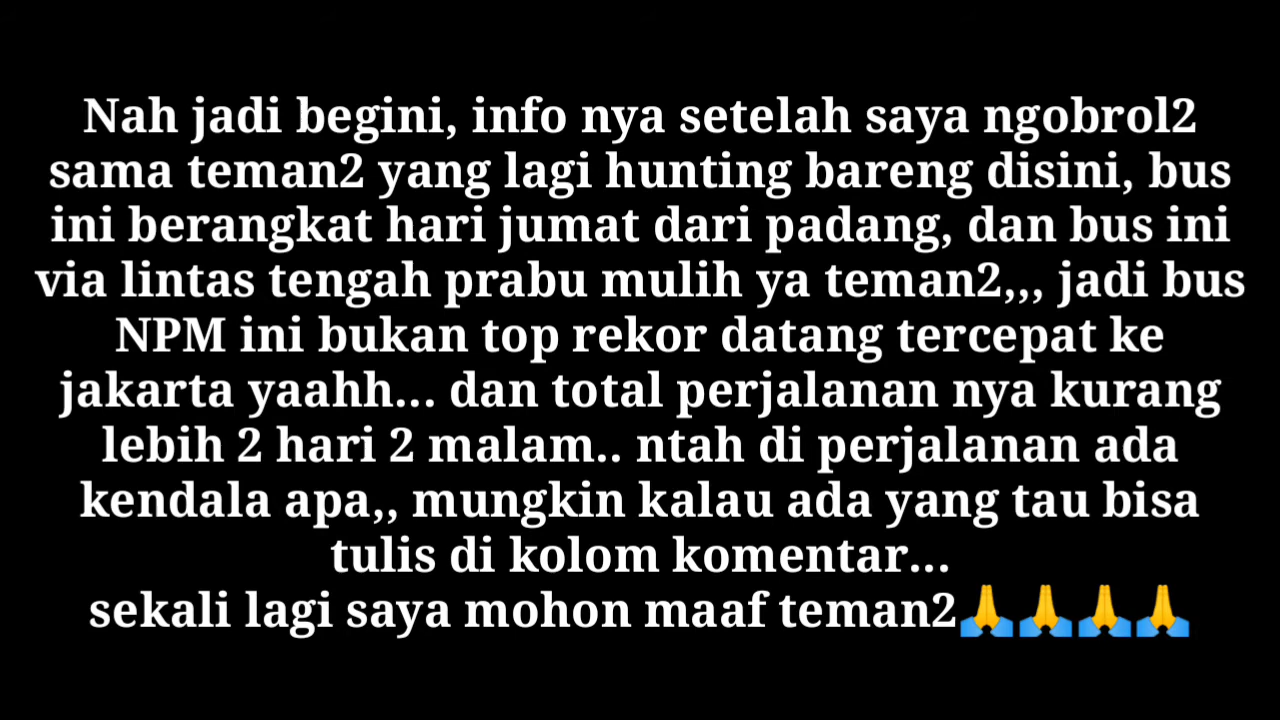 Nah jadi begini, info nya setelah saya ngobrol2
sama teman2 yang lagi hunting bareng disini, bus
ini berangkat hari jumat dari padang, dan bus ini
via lintas tengah prabu mulih ya teman2,,, jadi bus
NPM ini bukan top rekor datang tercepat ke
jakarta yaahh... dan total perjalanan nya kurang
lebih 2 hari 2 malam.. ntah di perjalanan ada
kendala apa,, mungkin kalau ada yang tau bisa
tulis di kolom komentar...
sekali lagi saya mohon maaf teman2🙏🙏🙏🙏